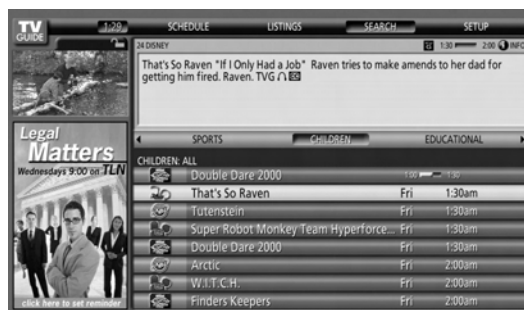 TV
GUIDE
1:29
SCHEDULE
LISTINGS
SEARCH
SETUP
24 DISNEY
1:30 2:00 INFO
That's So Raven "If I Only Had a Job" Raven tries to make amends to her dad for
getting him fired. Raven. TVG
SPORTS
CHILDREN
EDUCATIONAL
CHILDREN: ALL
Double Dare 2000 1:00 1:30
That's So Raven Fri 1:30am
Tutenstein Fri 1:30am
Super Robot Monkey Team Hyperforce... Fri 1:30am
Double Dare 2000 Fri 1:30am
Arctic Fri 2:00am
W.I.T.C.H. Fri 2:00am
Finders Keepers Fri 2:00am
Legal
Matters
Wednesdays 9:00 on TLN
click here to set reminder